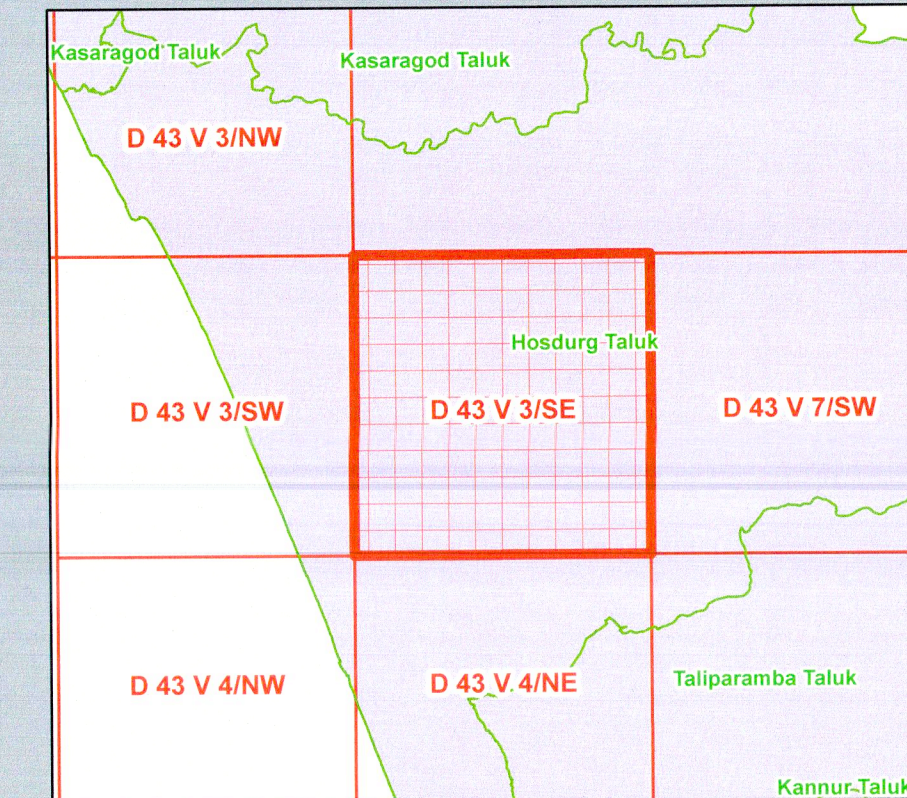 Kasaragod Taluk
Kasaragod Taluk
D 43 V 3/NW
Hosdurg Taluk
D 43 V 3/SW
D 43 V 3/SE
D 43 V 7/SW
D 43 V 4/NW
D 43 V 4/NE
Taliparamba Taluk
Kannur Taluk